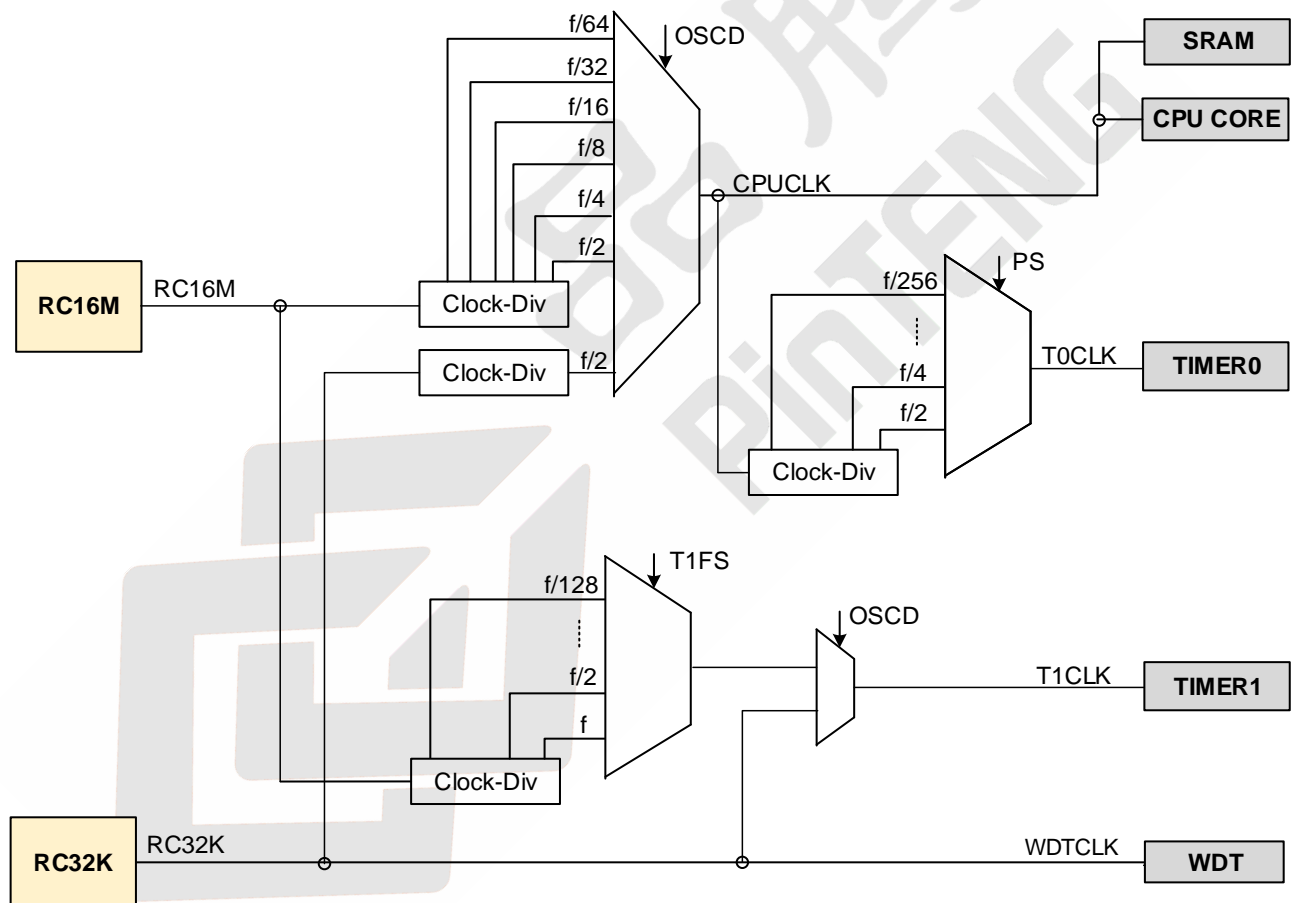 f/64
OSCD
SRAM
f/32
f/16
CPU CORE
f/8
CPUCLK
f/4
f/2
PS
RC16M
RC16M
Clock-Div
f/256
T0CLK
TIMER0
Clock-Div
f/2
f/4
f/2
Clock-Div
T1FS
f/128
OSCD
f/2
T1CLK
TIMER1
f
Clock-Div
RC32K
RC32K
WDTCLK
WDT
品
PinTENG